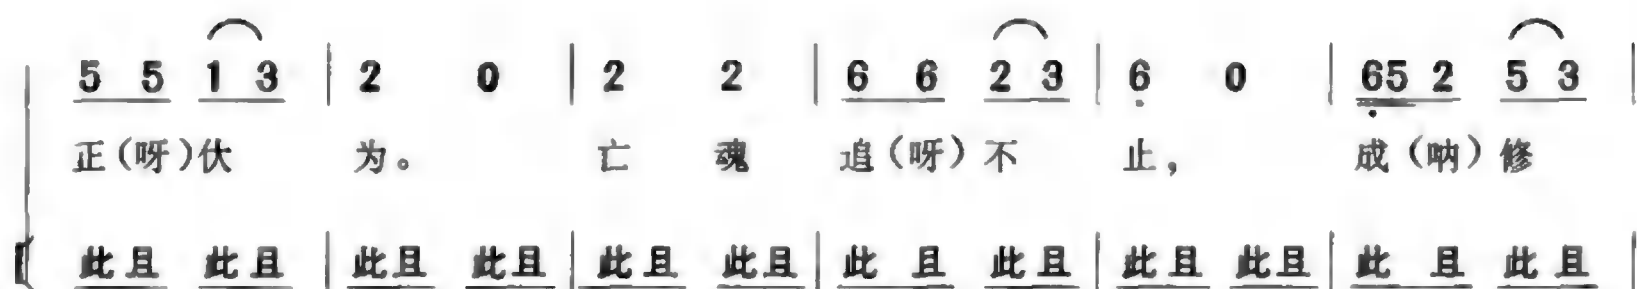 5 5 1 3 | 2 0 | 2 2 | 6 6 2 3 | 6̣ 0 | 6̣5 2 5 3 |
正（呀）伏 为。 亡 魂 追（呀）不 止， 成（呐）修
此且 此且 | 此且 此且 | 此且 此且 | 此 且 此且 | 此且 此且 | 此 且 此且 |